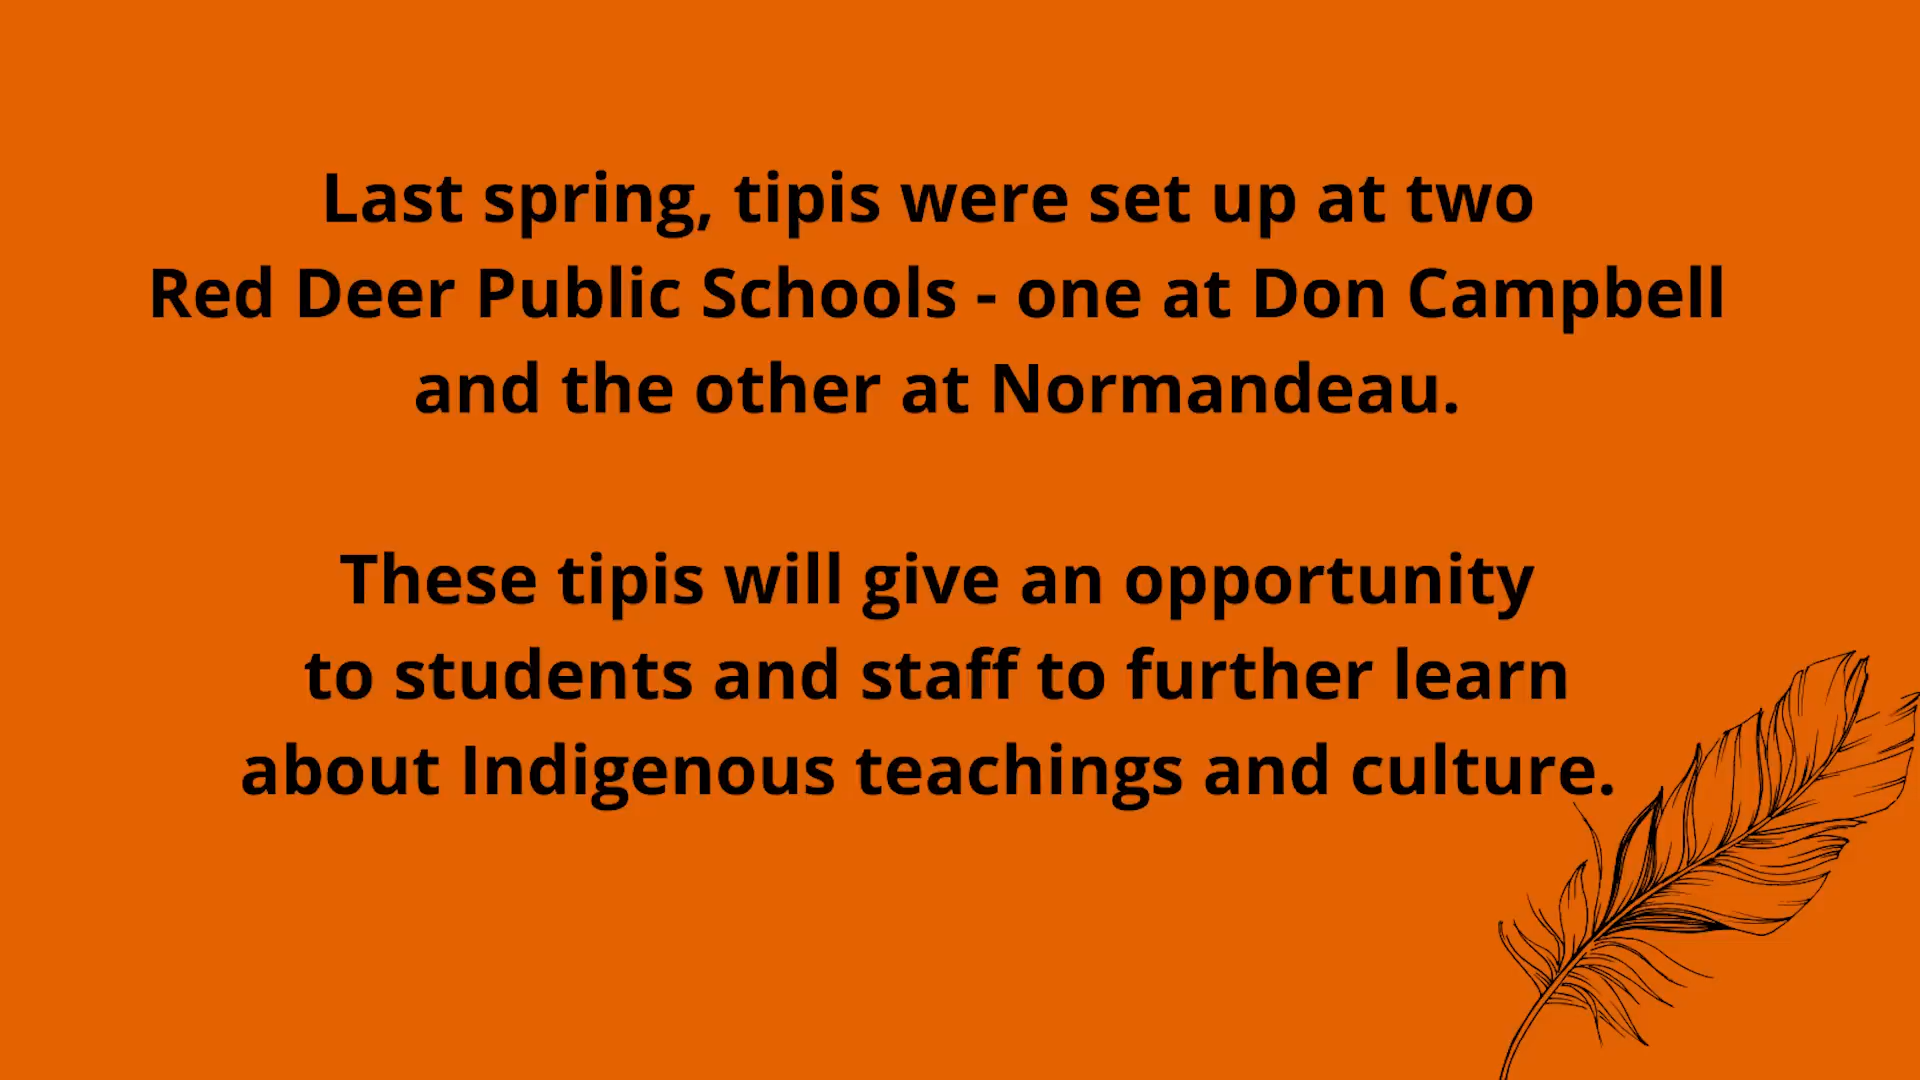 Last spring, tipis were set up at two
Red Deer Public Schools - one at Don Campbell
and the other at Normandeau.
These tipis will give an opportunity
to students and staff to further learn
about Indigenous teachings and culture.